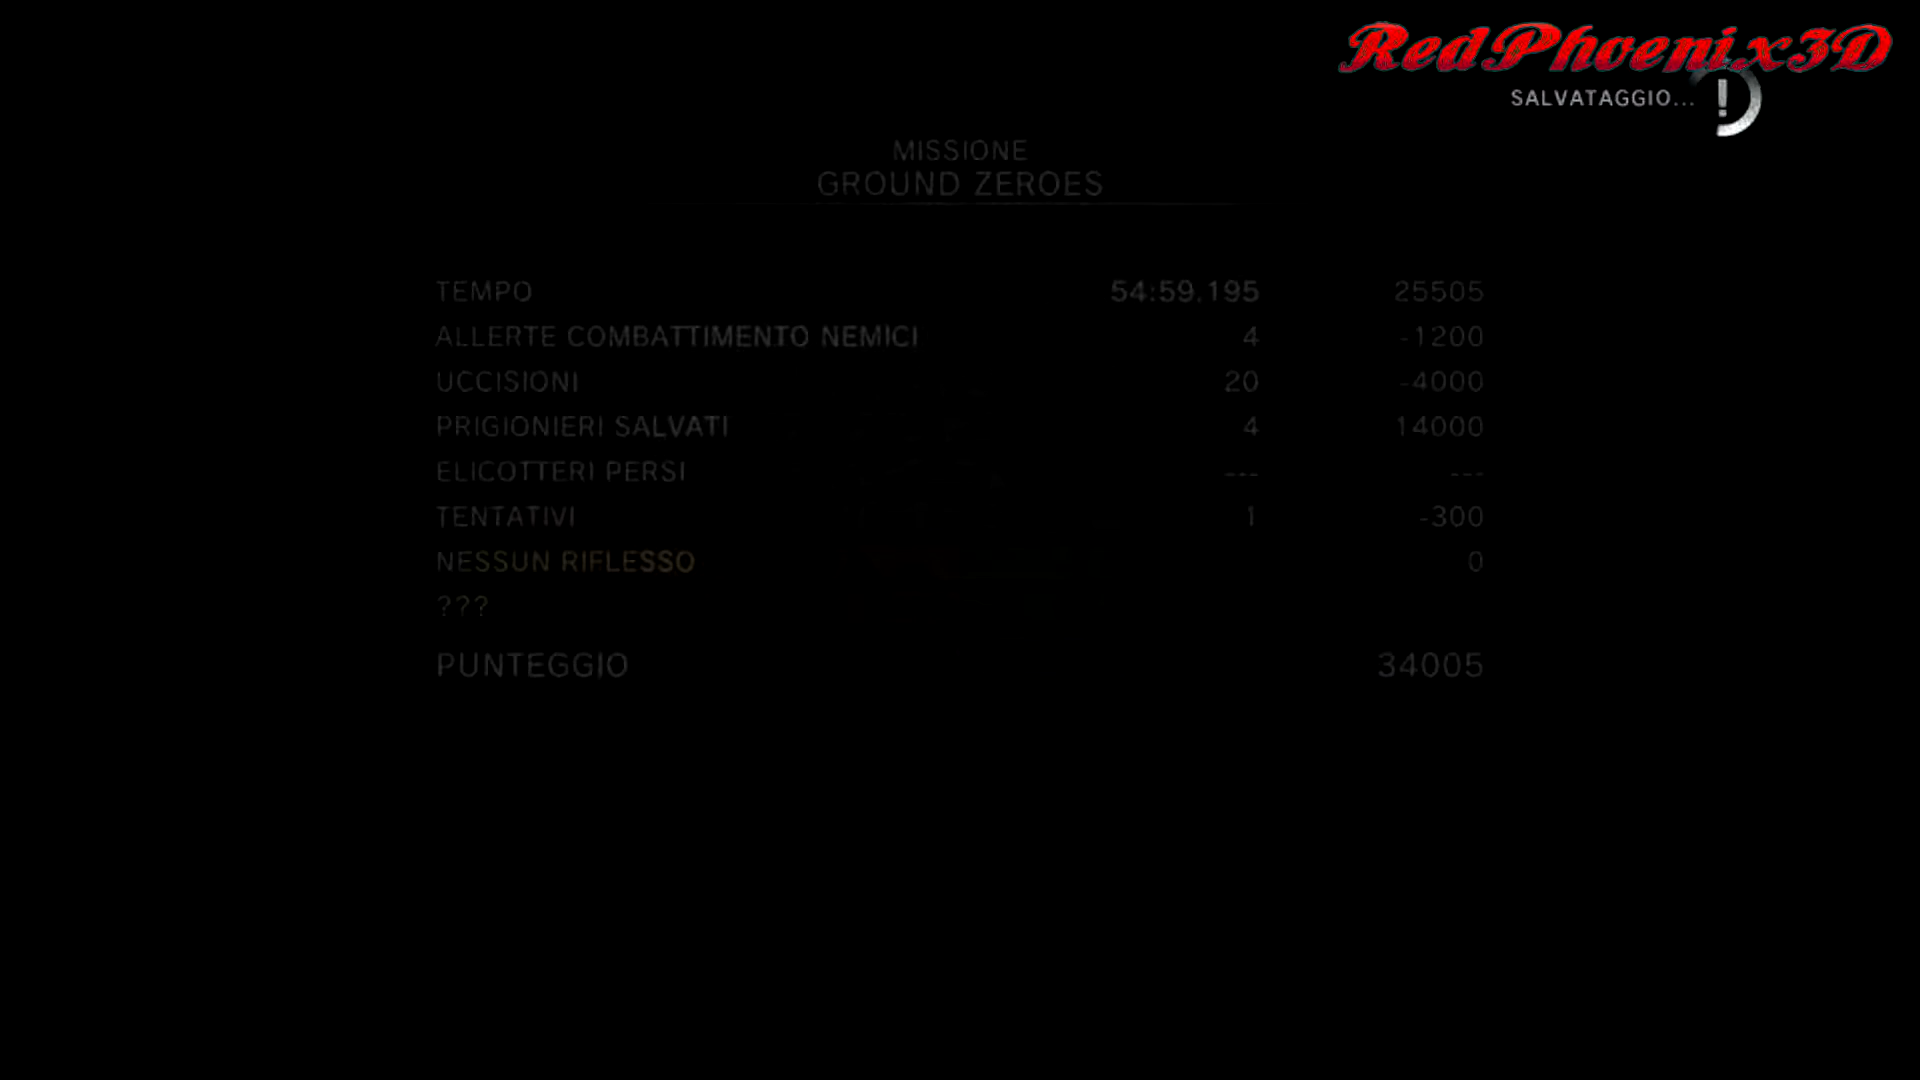 RedPhoenix3D
SALVATAGGIO...
MISSIONE
GROUND ZEROES
TEMPO 54:59.195 25505
ALLERTE COMBATTIMENTO NEMICI 4 -1200
UCCISIONI 20 -4000
PRIGIONIERI SALVATI 4 14000
ELICOTTERI PERSI --- ---
TENTATIVI 1 -300
NESSUN RIFLESSO 0
???
PUNTEGGIO 34005